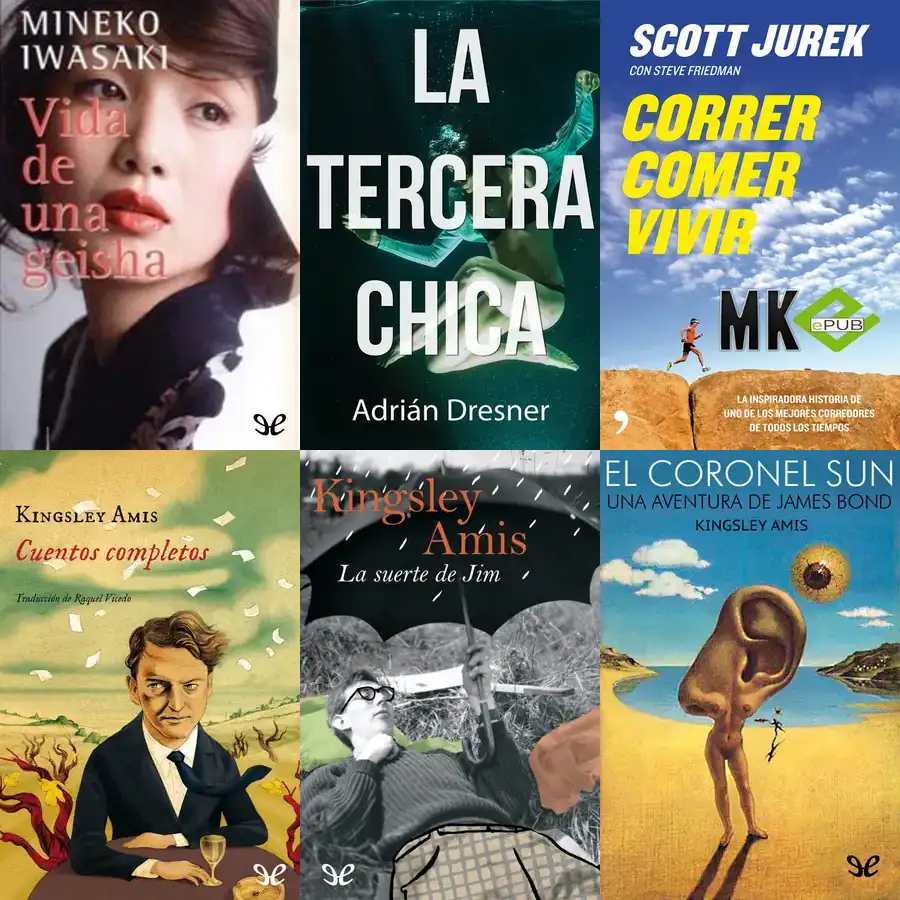 MINEKO
IWASAKI
Vida
de
una
geisha
LA
TERCERA
CHICA
Adrián Dresner
SCOTT JUREK
CON STEVE FRIEDMAN
CORRER
COMER
VIVIR
MK
ePUB
LA INSPIRADORA HISTORIA DE
UNO DE LOS MEJORES CORREDORES
DE TODOS LOS TIEMPOS
KINGSLEY AMIS
Cuentos completos
Traducción de Raquel Vicedo
Kingsley
Amis
La suerte de Jim
EL CORONEL SUN
UNA AVENTURA DE JAMES BOND
KINGSLEY AMIS